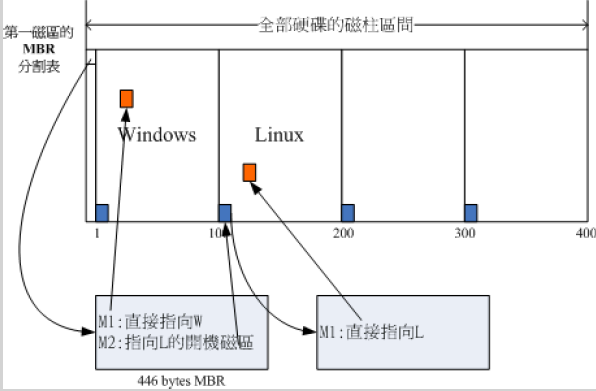 全部硬碟的磁柱區間
第一磁區的
MBR
分割表
Windows
Linux
1
100
200
300
400
M1:直接指向W
M2:指向L的開機磁區
M1:直接指向L
446 bytes MBR